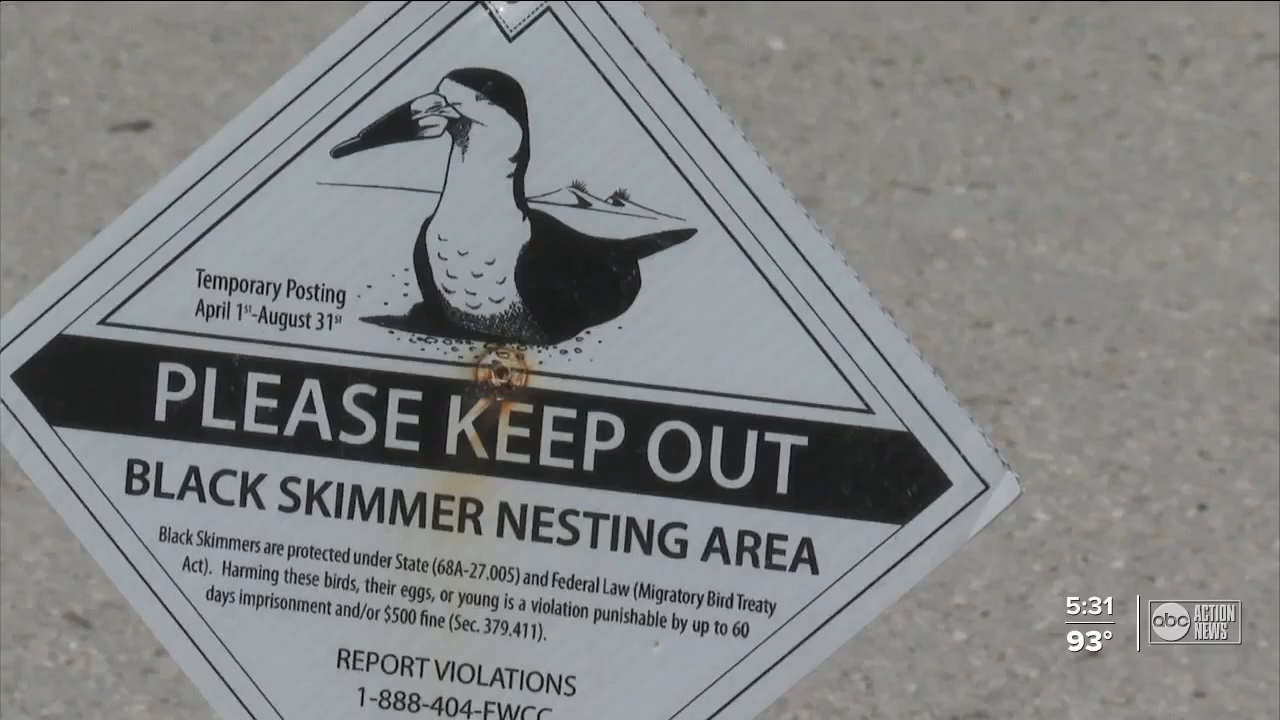 Temporary Posting
April 1st-August 31st
PLEASE KEEP OUT
BLACK SKIMMER NESTING AREA
Black Skimmers are protected under State (68A-27.005) and Federal Law (Migratory Bird Treaty
Act). Harming these birds, their eggs, or young is a violation punishable by up to 60
days imprisonment and/or $500 fine (Sec. 379.411).
REPORT VIOLATIONS
1-888-404-FWCC
5:31
93°
abc ACTION
NEWS